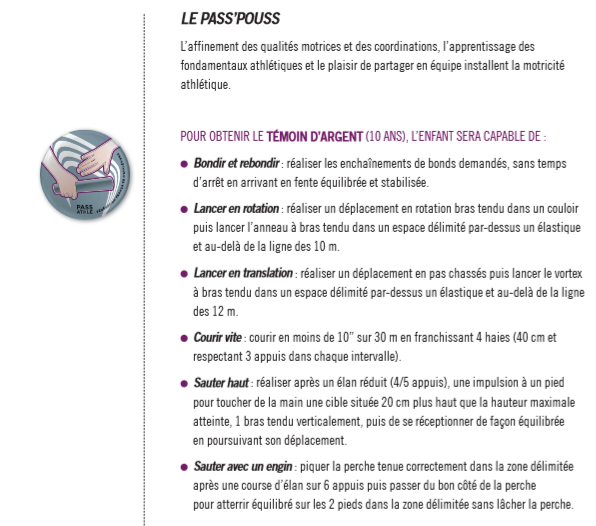 LE PASS'POUSS
L'affinement des qualités motrices et des coordinations, l'apprentissage des
fondamentaux athlétiques et le plaisir de partager en équipe installent la motricité
athlétique.
POUR OBTENIR LE TÉMOIN D'ARGENT (10 ANS), L'ENFANT SERA CAPABLE DE :
PASS
ATHLÉ
● Bondir et rebondir : réaliser les enchaînements de bonds demandés, sans temps
d'arrêt en arrivant en fente équilibrée et stabilisée.
● Lancer en rotation : réaliser un déplacement en rotation bras tendu dans un couloir
puis lancer l'anneau à bras tendu dans un espace délimité par-dessus un élastique
et au-delà de la ligne des 10 m.
● Lancer en translation : réaliser un déplacement en pas chassés puis lancer le vortex
à bras tendu dans un espace délimité par-dessus un élastique et au-delà de la ligne
des 12 m.
● Courir vite : courir en moins de 10’’ sur 30 m en franchissant 4 haies (40 cm et
respectant 3 appuis dans chaque intervalle).
● Sauter haut : réaliser après un élan réduit (4/5 appuis), une impulsion à un pied
pour toucher de la main une cible située 20 cm plus haut que la hauteur maximale
atteinte, 1 bras tendu verticalement, puis de se réceptionner de façon équilibrée
en poursuivant son déplacement.
● Sauter avec un engin : piquer la perche tenue correctement dans la zone délimitée
après une course d'élan sur 6 appuis puis passer du bon côté de la perche
pour atterrir équilibré sur les 2 pieds dans la zone délimitée sans lâcher la perche.